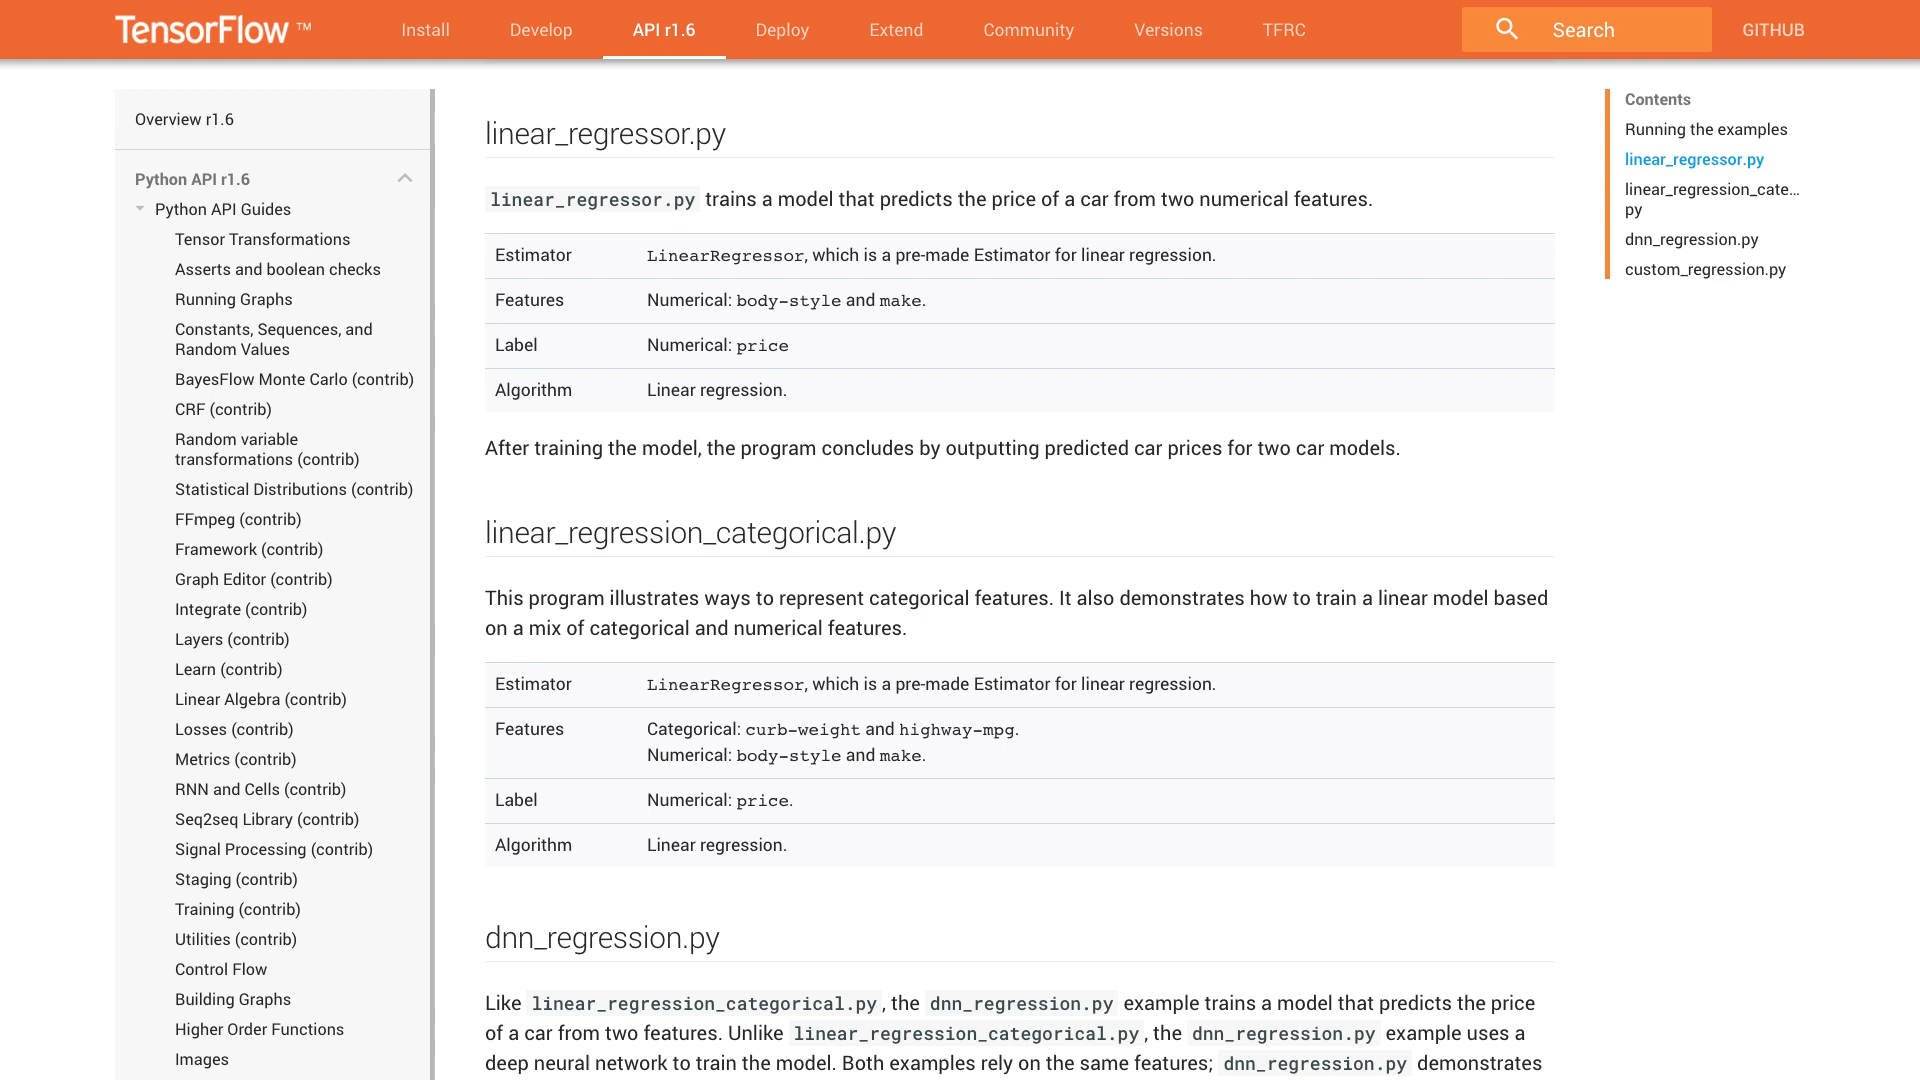 TensorFlow ™
Install
Develop
API r1.6
Deploy
Extend
Community
Versions
TFRC
Search
GITHUB
Overview r1.6
Python API r1.6
Python API Guides
Tensor Transformations
Asserts and boolean checks
Running Graphs
Constants, Sequences, and
Random Values
BayesFlow Monte Carlo (contrib)
CRF (contrib)
Random variable
transformations (contrib)
Statistical Distributions (contrib)
FFmpeg (contrib)
Framework (contrib)
Graph Editor (contrib)
Integrate (contrib)
Layers (contrib)
Learn (contrib)
Linear Algebra (contrib)
Losses (contrib)
Metrics (contrib)
RNN and Cells (contrib)
Seq2seq Library (contrib)
Signal Processing (contrib)
Staging (contrib)
Training (contrib)
Utilities (contrib)
Control Flow
Building Graphs
Higher Order Functions
Images
linear_regressor.py
linear_regressor.py trains a model that predicts the price of a car from two numerical features.
Estimator LinearRegressor, which is a pre-made Estimator for linear regression.
Features Numerical: body-style and make.
Label Numerical: price
Algorithm Linear regression.
After training the model, the program concludes by outputting predicted car prices for two car models.
linear_regression_categorical.py
This program illustrates ways to represent categorical features. It also demonstrates how to train a linear model based
on a mix of categorical and numerical features.
Estimator LinearRegressor, which is a pre-made Estimator for linear regression.
Features Categorical: curb-weight and highway-mpg.
Numerical: body-style and make.
Label Numerical: price.
Algorithm Linear regression.
dnn_regression.py
Like linear_regression_categorical.py, the dnn_regression.py example trains a model that predicts the price
of a car from two features. Unlike linear_regression_categorical.py, the dnn_regression.py example uses a
deep neural network to train the model. Both examples rely on the same features; dnn_regression.py demonstrates
Contents
Running the examples
linear_regressor.py
linear_regression_cate...
py
dnn_regression.py
custom_regression.py